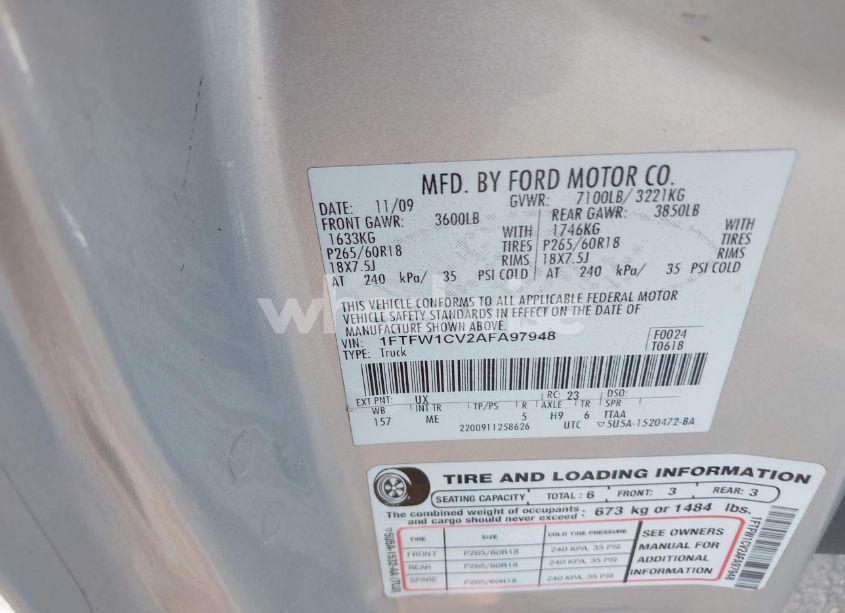 MFD. BY FORD MOTOR CO.
DATE: 11/09 GVWR: 7100LB/ 3221KG
FRONT GAWR: 3600LB REAR GAWR: 3850LB
1633KG WITH 1746KG WITH
P265/60R18 TIRES P265/60R18 TIRES
18X7.5J RIMS 18X7.5J RIMS
AT 240 kPa/ 35 PSI COLD AT 240 kPa/ 35 PSI COLD
THIS VEHICLE CONFORMS TO ALL APPLICABLE FEDERAL MOTOR
VEHICLE SAFETY STANDARDS IN EFFECT ON THE DATE OF
MANUFACTURE SHOWN ABOVE.
VIN: 1FTFW1CV2AFA97948 F0024
TYPE: Truck T0618
EXT PNT: UX RC: 23 DSO:
WB INT TR TP/PS R AXLE TR SPR
157 ME 5 H9 6 TTAA
2200911258626 UTC ▽5U5A-1520472-BA
TIRE AND LOADING INFORMATION
SEATING CAPACITY TOTAL : 6 FRONT: 3 REAR: 3
The combined weight of occupants
and cargo should never exceed : 673 kg or 1484 lbs.
TIRE SIZE COLD TIRE PRESSURE SEE OWNERS
FRONT P265/60R18 240 KPA, 35 PSI MANUAL FOR
REAR P265/60R18 240 KPA, 35 PSI ADDITIONAL
SPARE P265/60R18 240 KPA, 35 PSI INFORMATION
1FTFW1CV2AFA97948